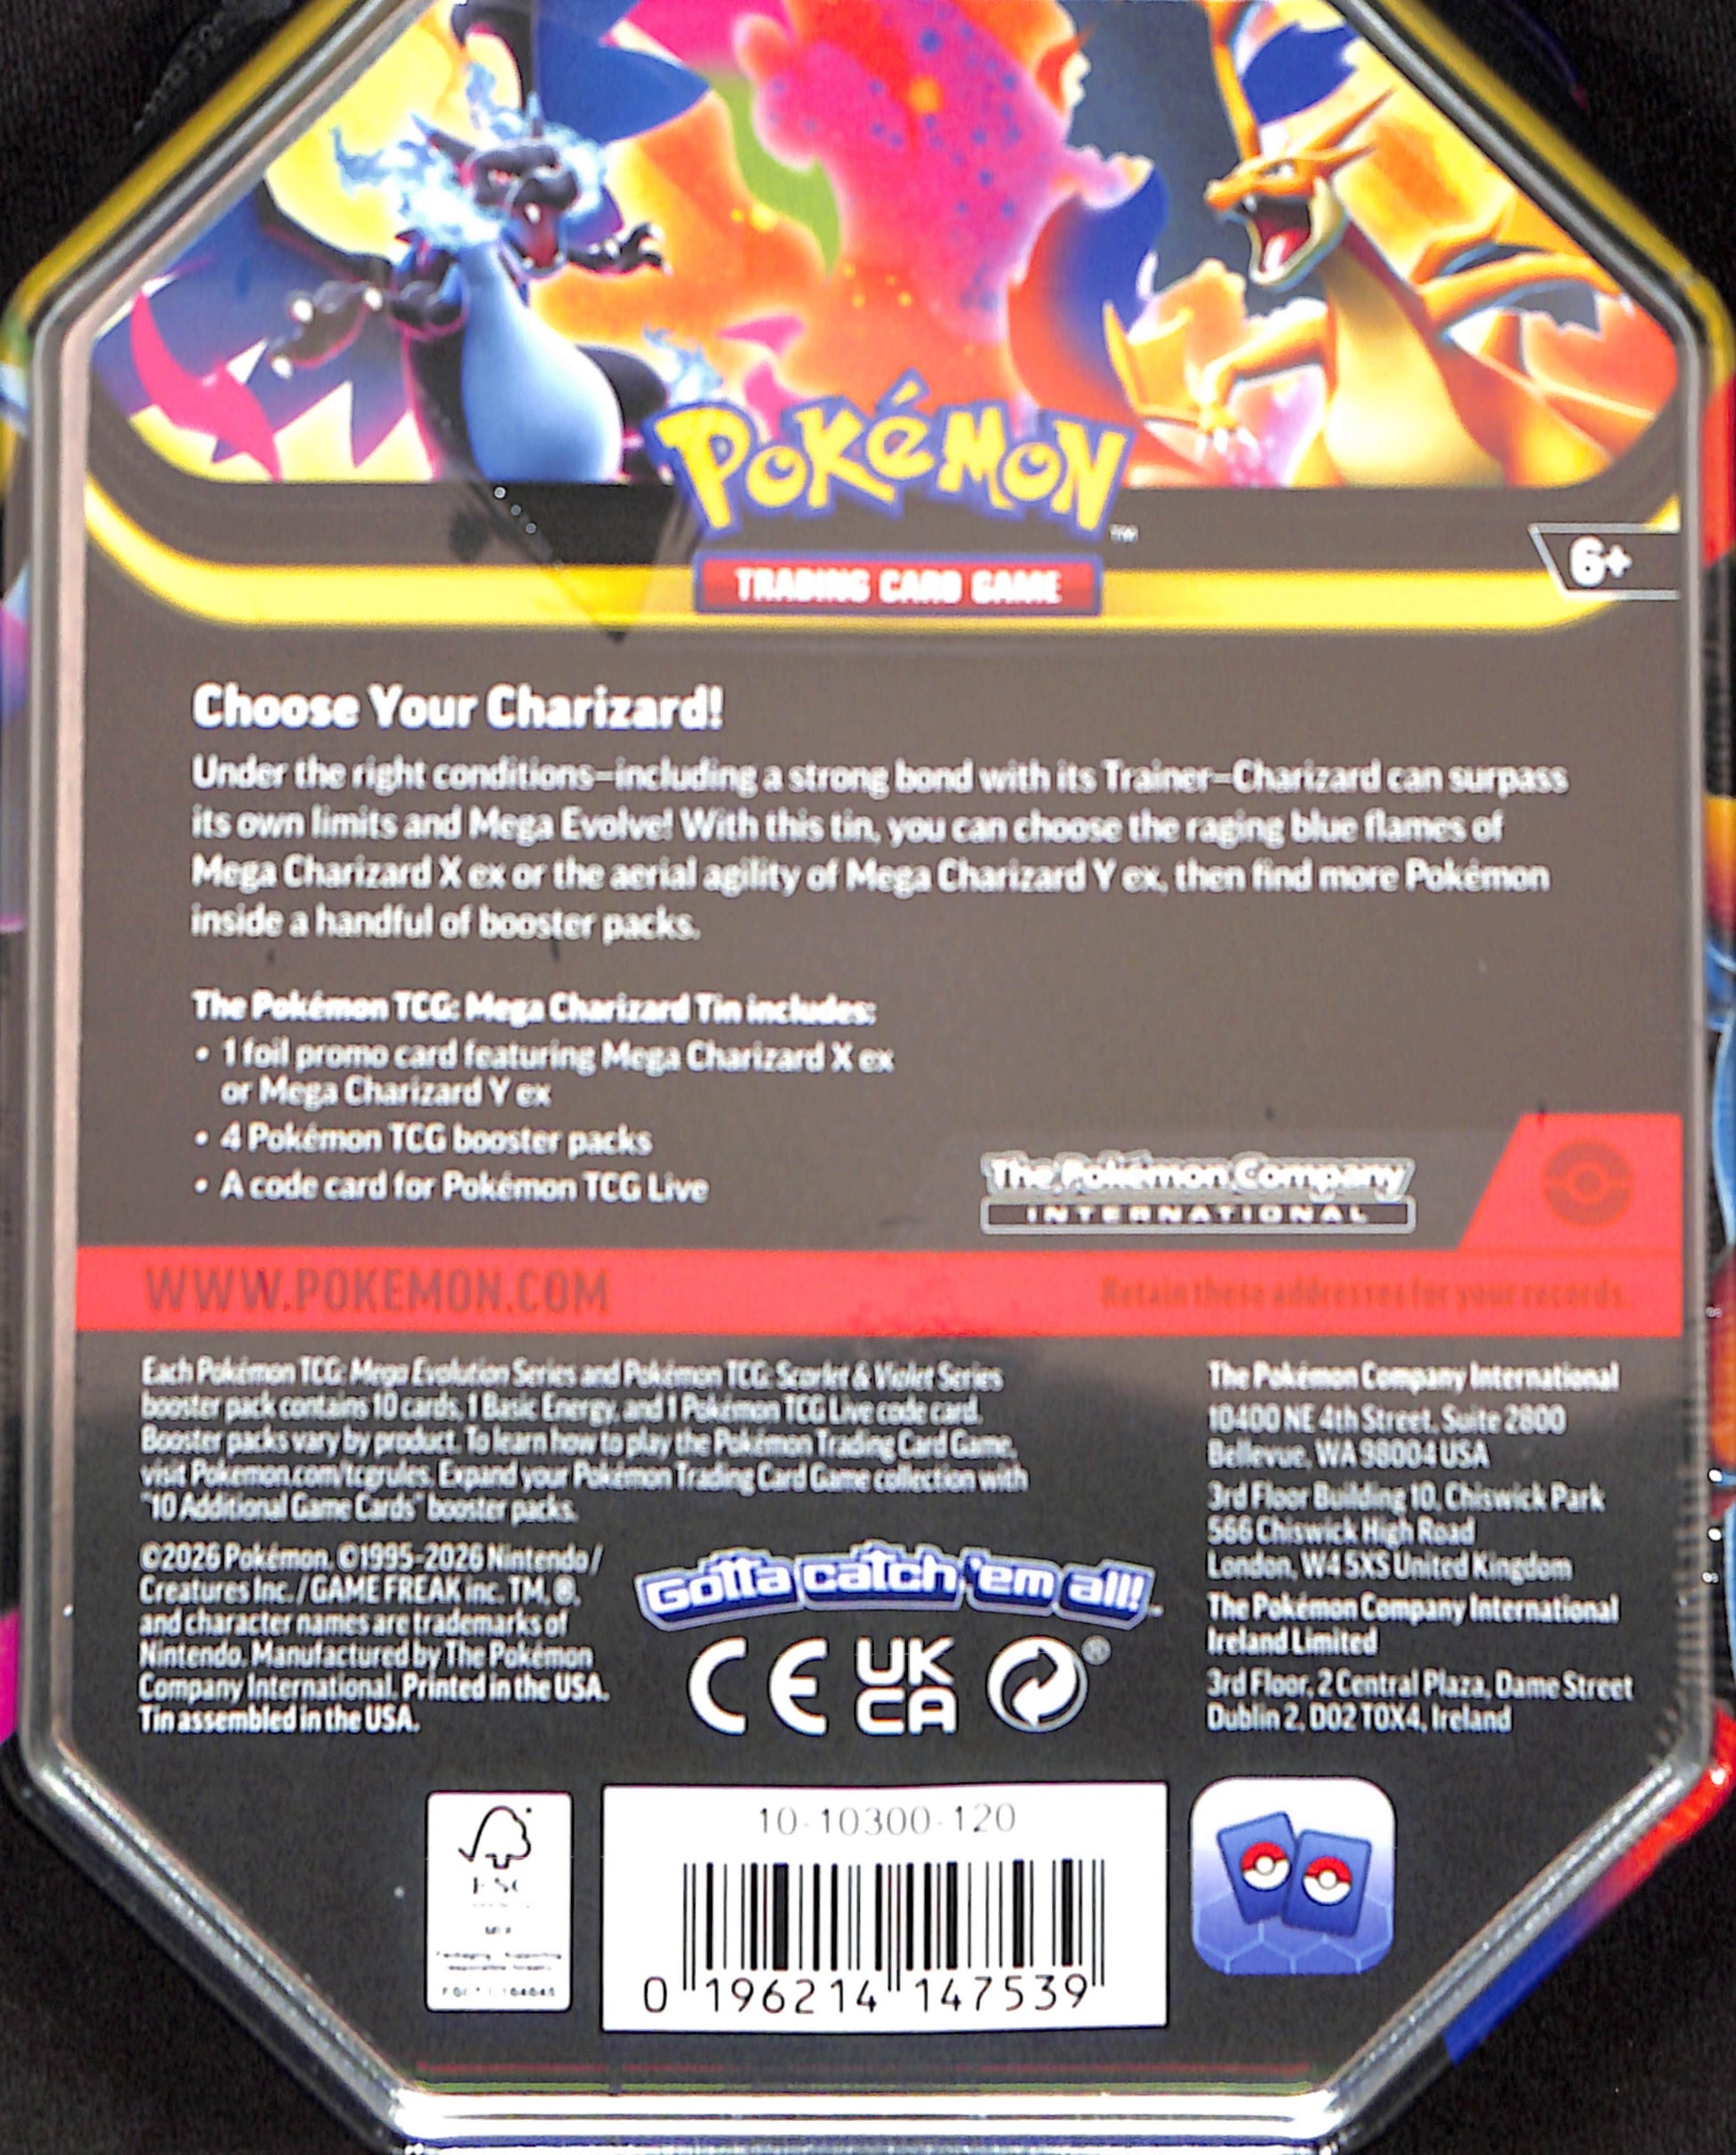 POKéMON
™
TRADING CARD GAME
6+
Choose Your Charizard!
Under the right conditions–including a strong bond with its Trainer–Charizard can surpass
its own limits and Mega Evolve! With this tin, you can choose the raging blue flames of
Mega Charizard X ex or the aerial agility of Mega Charizard Y ex, then find more Pokémon
inside a handful of booster packs.
The Pokémon TCG: Mega Charizard Tin includes:
• 1 foil promo card featuring Mega Charizard X ex
or Mega Charizard Y ex
• 4 Pokémon TCG booster packs
• A code card for Pokémon TCG Live
The Pokémon Company
INTERNATIONAL
WWW.POKEMON.COM
Retain these addresses for your records.
Each Pokémon TCG: Mega Evolution Series and Pokémon TCG: Scarlet & Violet Series
booster pack contains 10 cards, 1 Basic Energy, and 1 Pokémon TCG Live code card.
Booster packs vary by product. To learn how to play the Pokémon Trading Card Game,
visit Pokemon.com/tcgrules. Expand your Pokémon Trading Card Game collection with
"10 Additional Game Cards" booster packs.
©2026 Pokémon. ©1995–2026 Nintendo/
Creatures Inc./GAME FREAK inc. TM, ®,
and character names are trademarks of
Nintendo. Manufactured by The Pokémon
Company International. Printed in the USA.
Tin assembled in the USA.
Gotta catch 'em all!
CE UK
CA
®
The Pokémon Company International
10400 NE 4th Street, Suite 2800
Bellevue, WA 98004 USA
3rd Floor Building 10, Chiswick Park
566 Chiswick High Road
London, W4 5XS United Kingdom
The Pokémon Company International
Ireland Limited
3rd Floor, 2 Central Plaza, Dame Street
Dublin 2, D02 T0X4, Ireland
FSC
10-10300-120
0 196214 147539